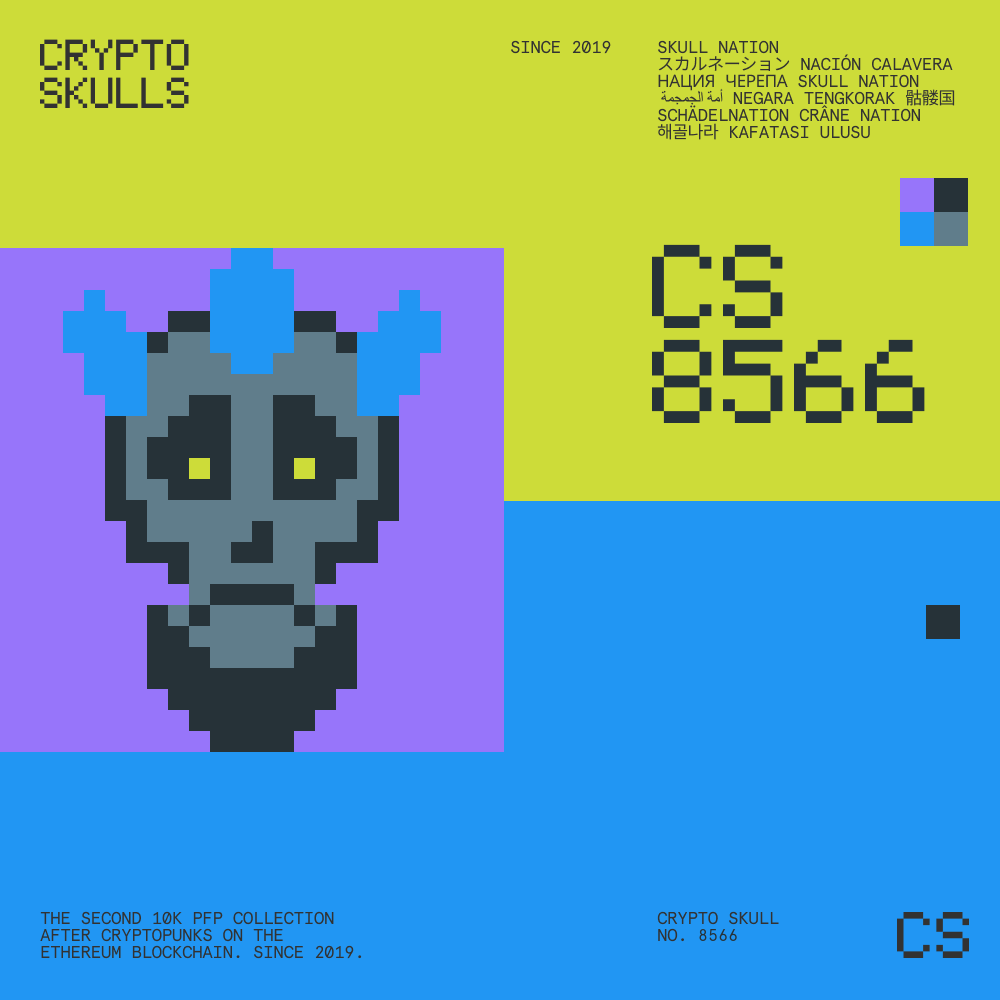 CRYPTO
SKULLS
SINCE 2019
SKULL NATION
スカルネーション NACIÓN CALAVERA
НАЦИЯ ЧЕРЕПА SKULL NATION
أمة الجمجمة NEGARA TENGKORAK 骷髅国
SCHÄDELNATION CRÂNE NATION
해골나라 KAFATASI ULUSU
CS
8566
THE SECOND 10K PFP COLLECTION
AFTER CRYPTOPUNKS ON THE
ETHEREUM BLOCKCHAIN. SINCE 2019.
CRYPTO SKULL
NO. 8566
CS